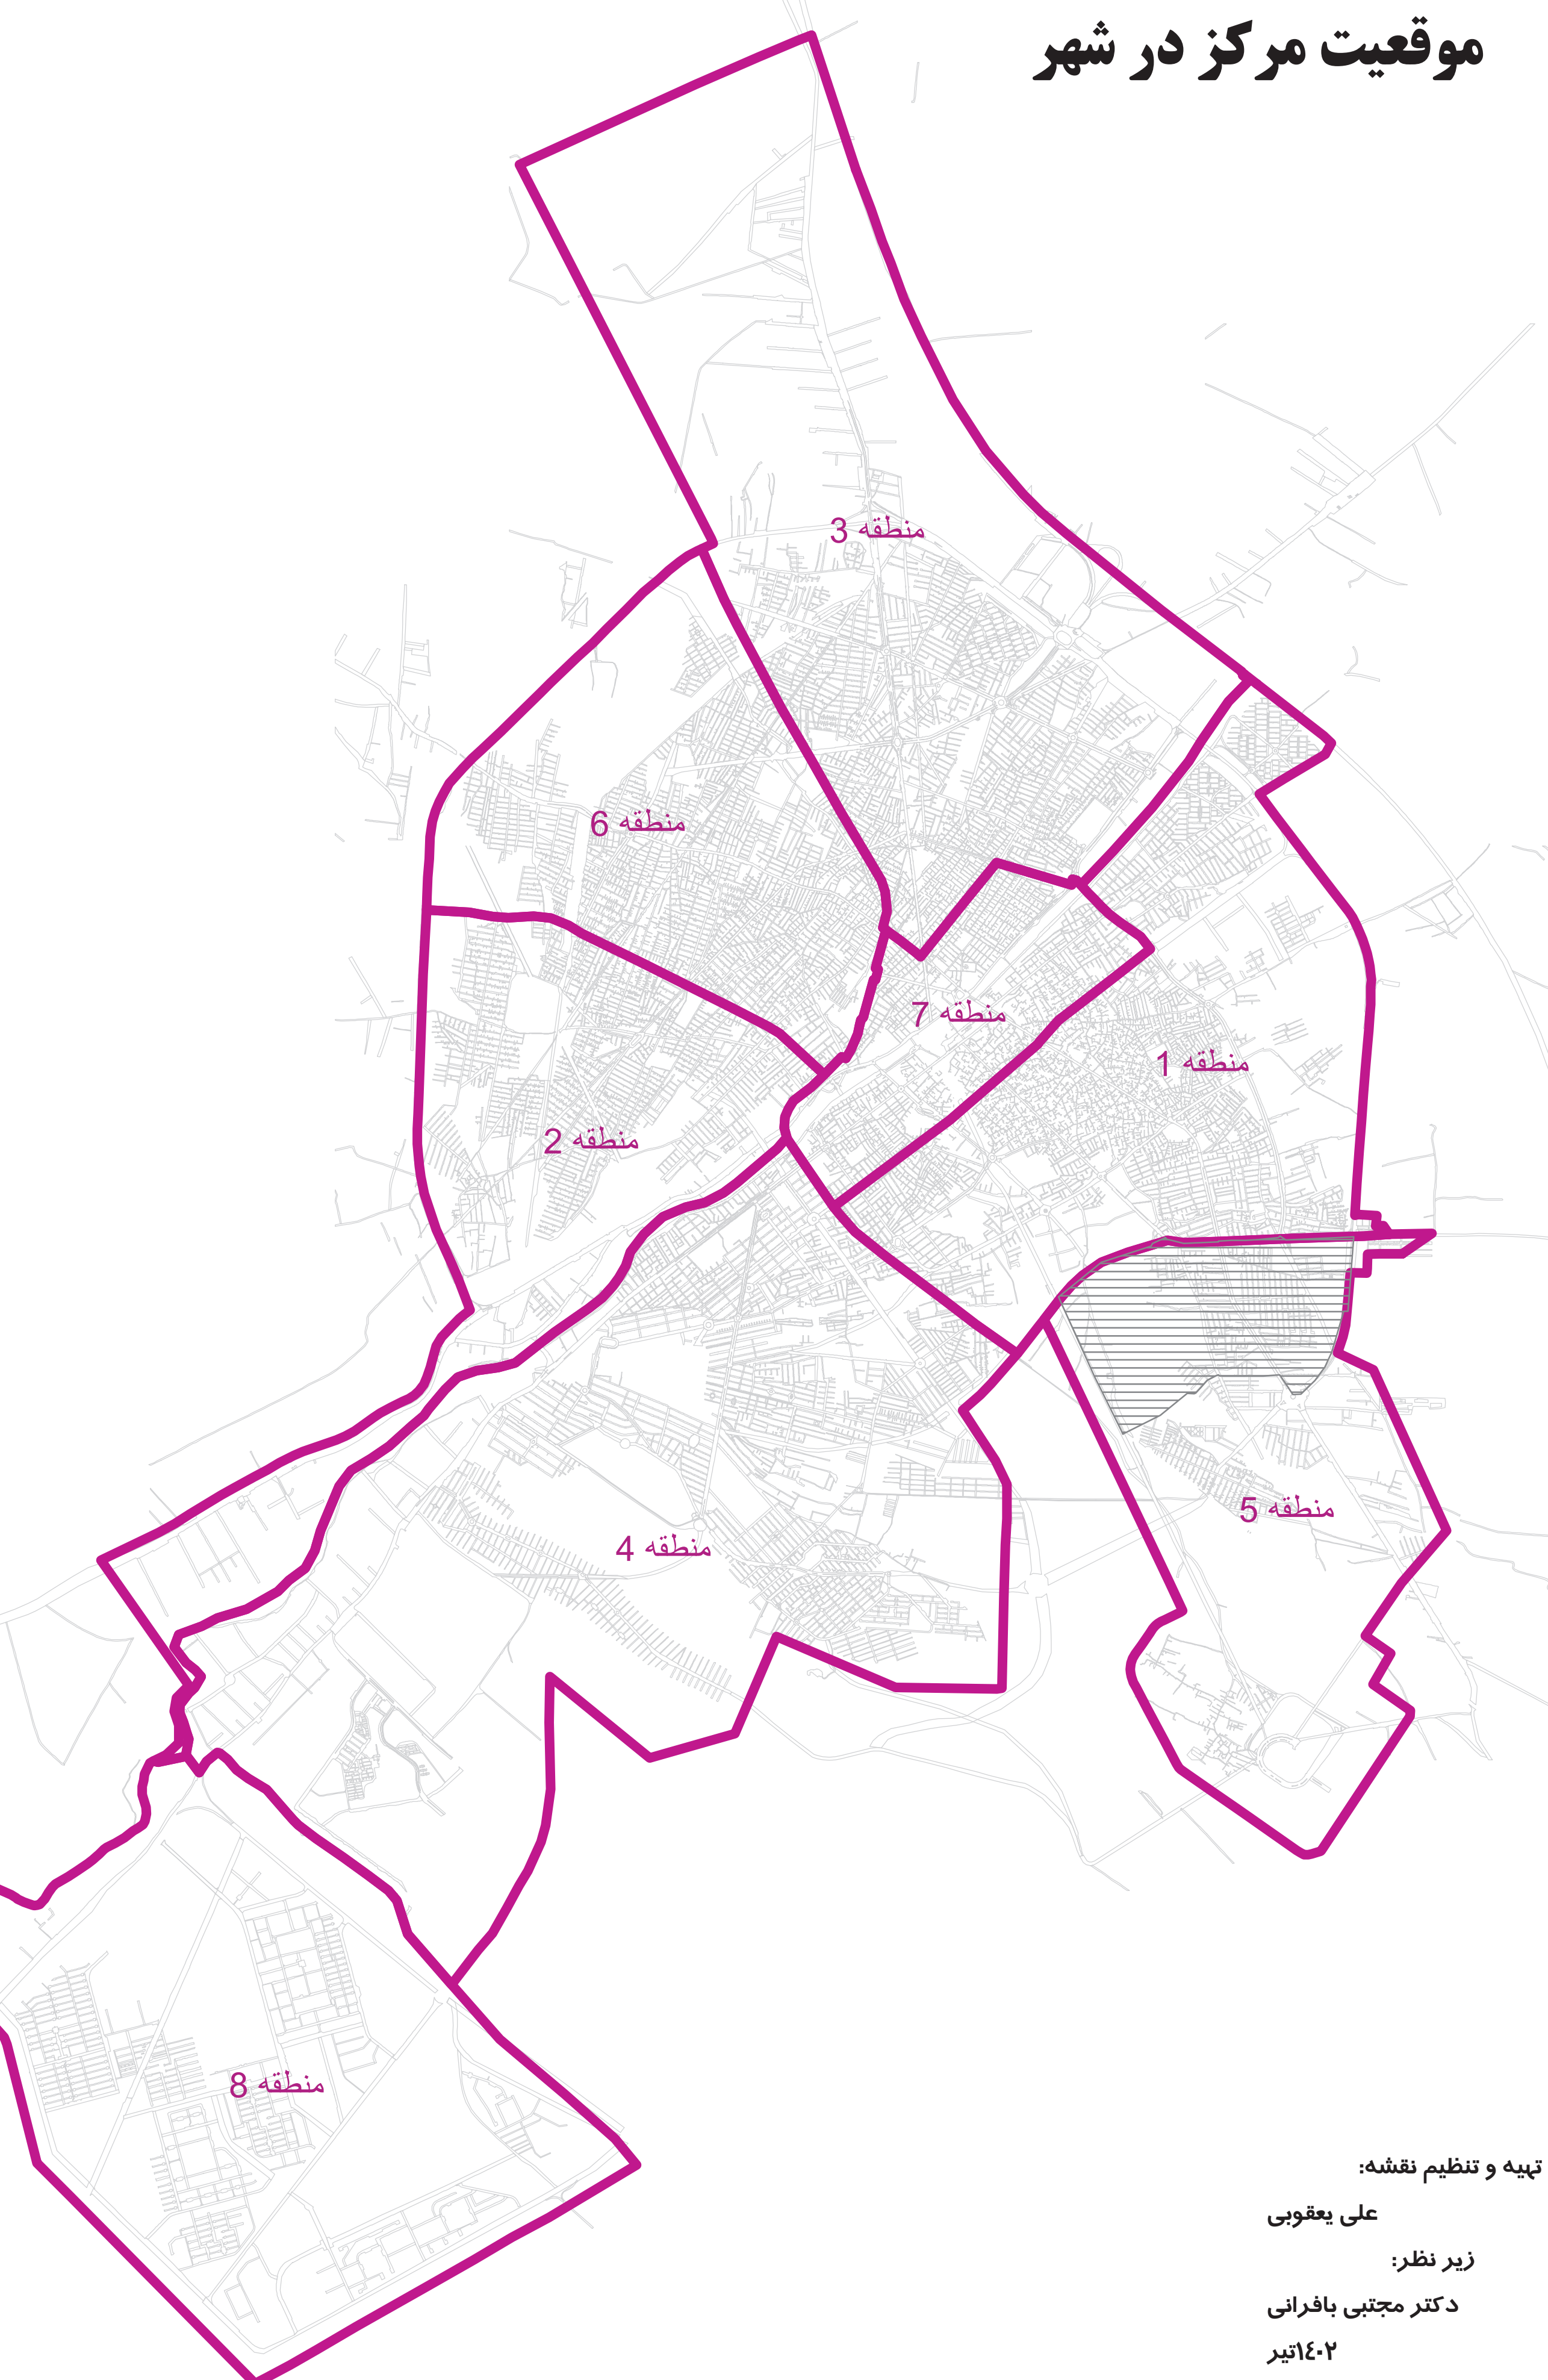 موقعیت مرکز در شهر
منطقه 3
منطقه 6
منطقه 7
منطقه 1
منطقه 2
منطقه 5
منطقه 4
منطقه 8
تهیه و تنظیم نقشه:
علی یعقوبی
زیر نظر:
دکتر مجتبی بافرانی
تیر۱٤۰۲